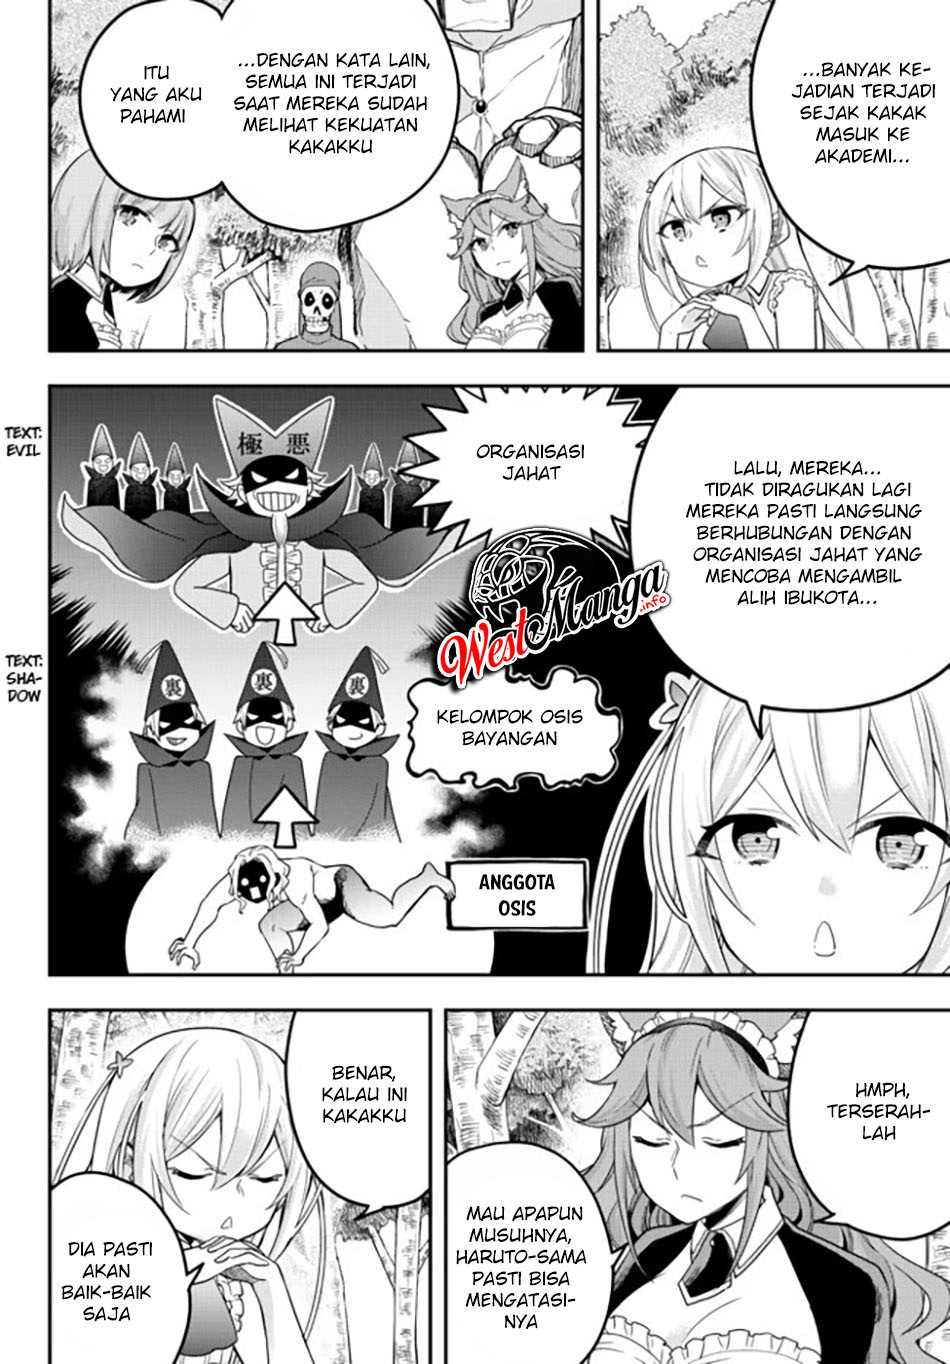 ...BANYAK KE-
JADIAN TERJADI
SEJAK KAKAK
MASUK KE
AKADEMI...
...DENGAN KATA LAIN,
SEMUA INI TERJADI
SAAT MEREKA SUDAH
MELIHAT KEKUATAN
KAKAKKU
ITU
YANG AKU
PAHAMI
LALU, MEREKA...
TIDAK DIRAGUKAN LAGI
MEREKA PASTI LANGSUNG
BERHUBUNGAN DENGAN
ORGANISASI JAHAT YANG
MENCOBA MENGAMBIL
ALIH IBUKOTA...
ORGANISASI
JAHAT
極悪
TEXT:
EVIL
WestManga
.info
KELOMPOK OSIS
BAYANGAN
裏 裏 裏
TEXT:
SHA-
DOW
ANGGOTA
OSIS
HMPH,
TERSERAH-
LAH
MAU APAPUN
MUSUHNYA,
HARUTO-SAMA
PASTI BISA
MENGATASI-
NYA
BENAR,
KALAU INI
KAKAKKU
DIA PASTI
AKAN
BAIK-BAIK
SAJA